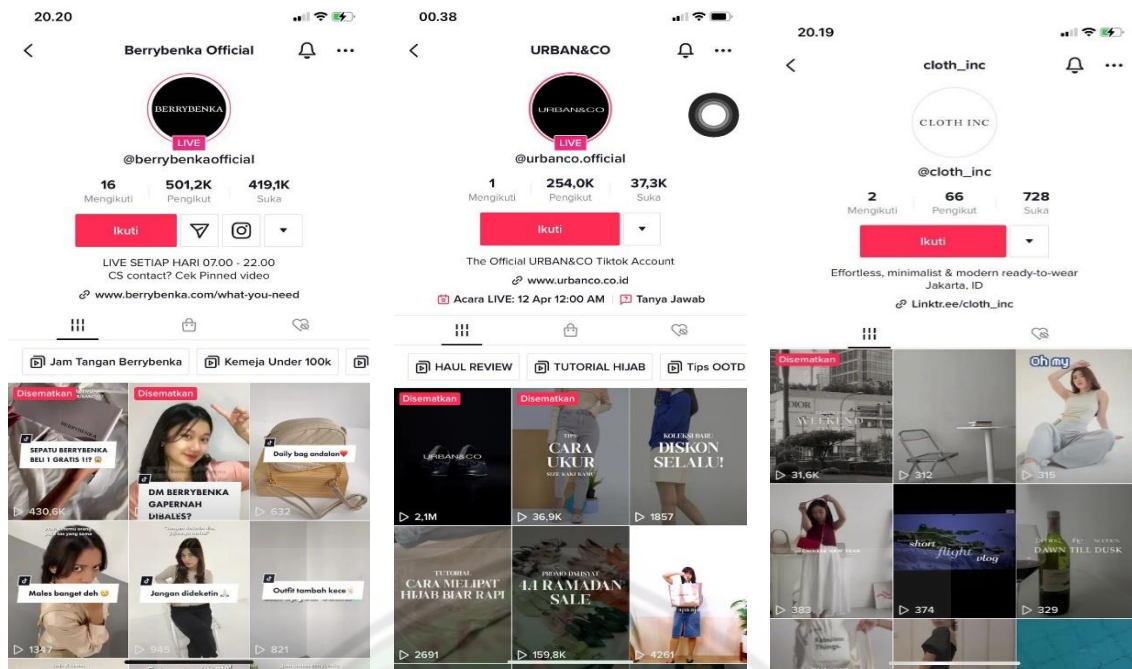 20.20
Berrybenka Official
BERRYBENKA
LIVE
@berrybenkaofficial
16 501,2K 419,1K
Mengikuti Pengikut Suka
Ikuti
LIVE SETIAP HARI 07.00 - 22.00
CS contact? Cek Pinned video
www.berrybenka.com/what-you-need
Jam Tangan Berrybenka Kemeja Under 100k
Disematkan Disematkan
SEPATU BERRYBENKA
BELI 1 GRATIS 1!?
430,6K
DM BERRYBENKA
GAPERNAH
DIBALES?
Daily bag andalan
632
Males banget deh
1347
Jangan dideketin
945
Outfit tambah kece
821
00.38
URBAN&CO
URBAN&CO
LIVE
@urbanco.official
1 254,0K 37,3K
Mengikuti Pengikut Suka
Ikuti
The Official URBAN&CO Tiktok Account
www.urbanco.co.id
Acara LIVE: 12 Apr 12:00 AM Tanya Jawab
HAUL REVIEW TUTORIAL HIJAB Tips OOTD
Disematkan Disematkan
URBAN&CO
2,1M
TIPS
CARA
UKUR
SIZE KAKI KAMU
36,9K
KOLEKSI BARU
DISKON
SELALU!
1857
TUTORIAL
CARA MELIPAT
HIJAB BIAR RAPI
2691
4.4 RAMADAN
SALE
159,8K
4261
20.19
cloth_inc
CLOTH INC
@cloth_inc
2 66 728
Mengikuti Pengikut Suka
Ikuti
Effortless, minimalist & modern ready-to-wear
Jakarta, ID
Linktr.ee/cloth_inc
Disematkan
DIOR
WEEKEND
31,6K
312
Oh my
315
383
short
flight vlog
374
DAWN TILL DUSK
329